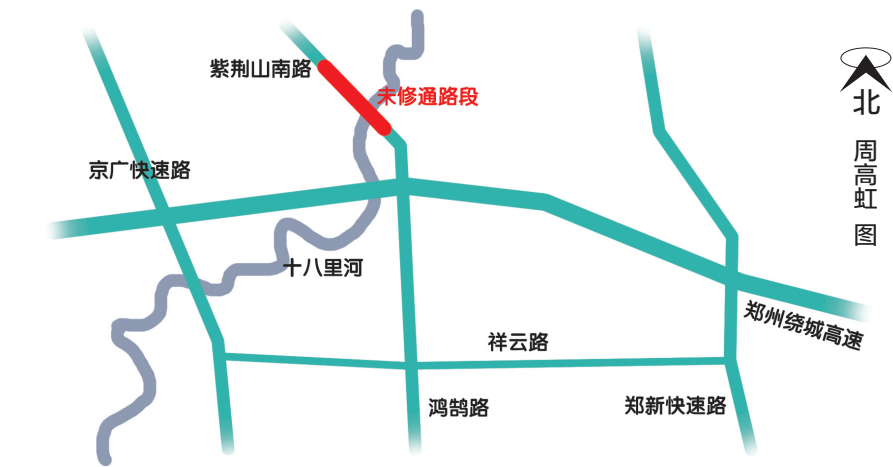 紫荆山南路
未修通路段
北
京广快速路
周高虹 图
十八里河
郑州绕城高速
祥云路
鸿鹄路
郑新快速路